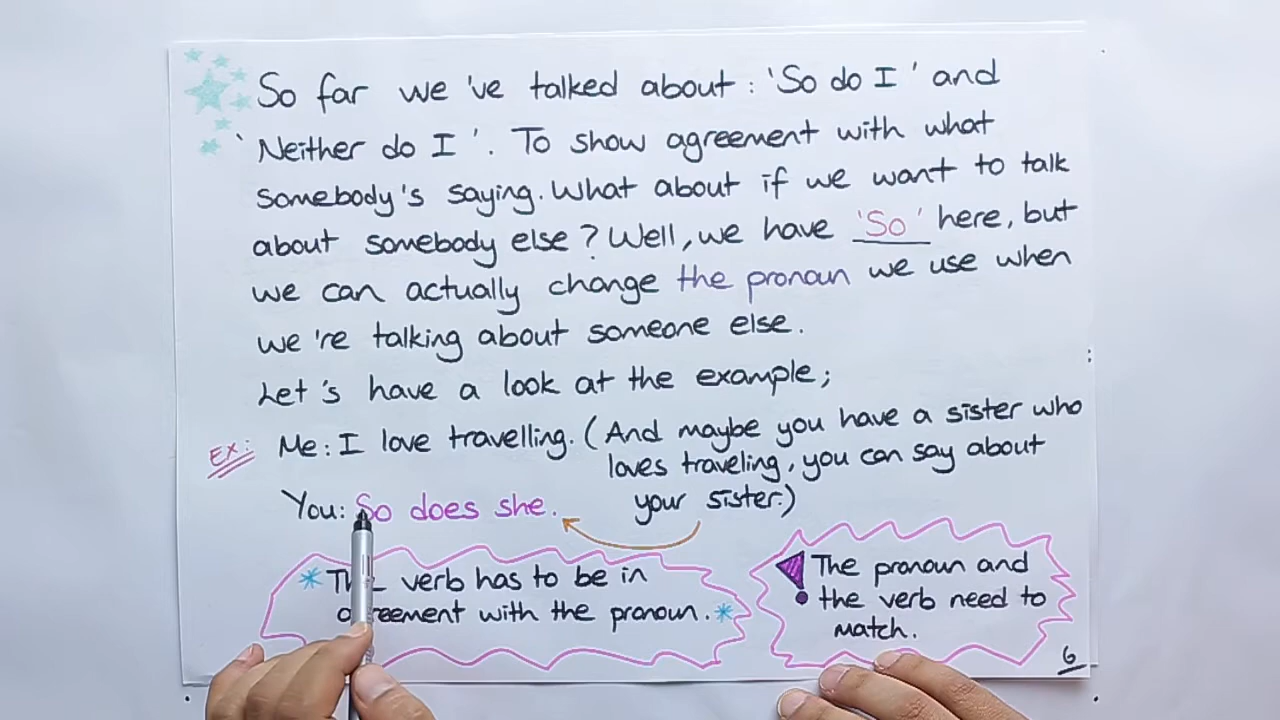 So far we've talked about: 'So do I' and
'Neither do I'. To show agreement with what
somebody's saying. What about if we want to talk
about somebody else? Well, we have 'So' here, but
we can actually change the pronoun we use when
we're talking about someone else.
Let's have a look at the example;
Ex: Me: I love travelling. (And maybe you have a sister who
loves traveling, you can say about
your sister.)
You: So does she.
* verb has to be in
agreement with the pronoun. *
The pronoun and
the verb need to
match.
6